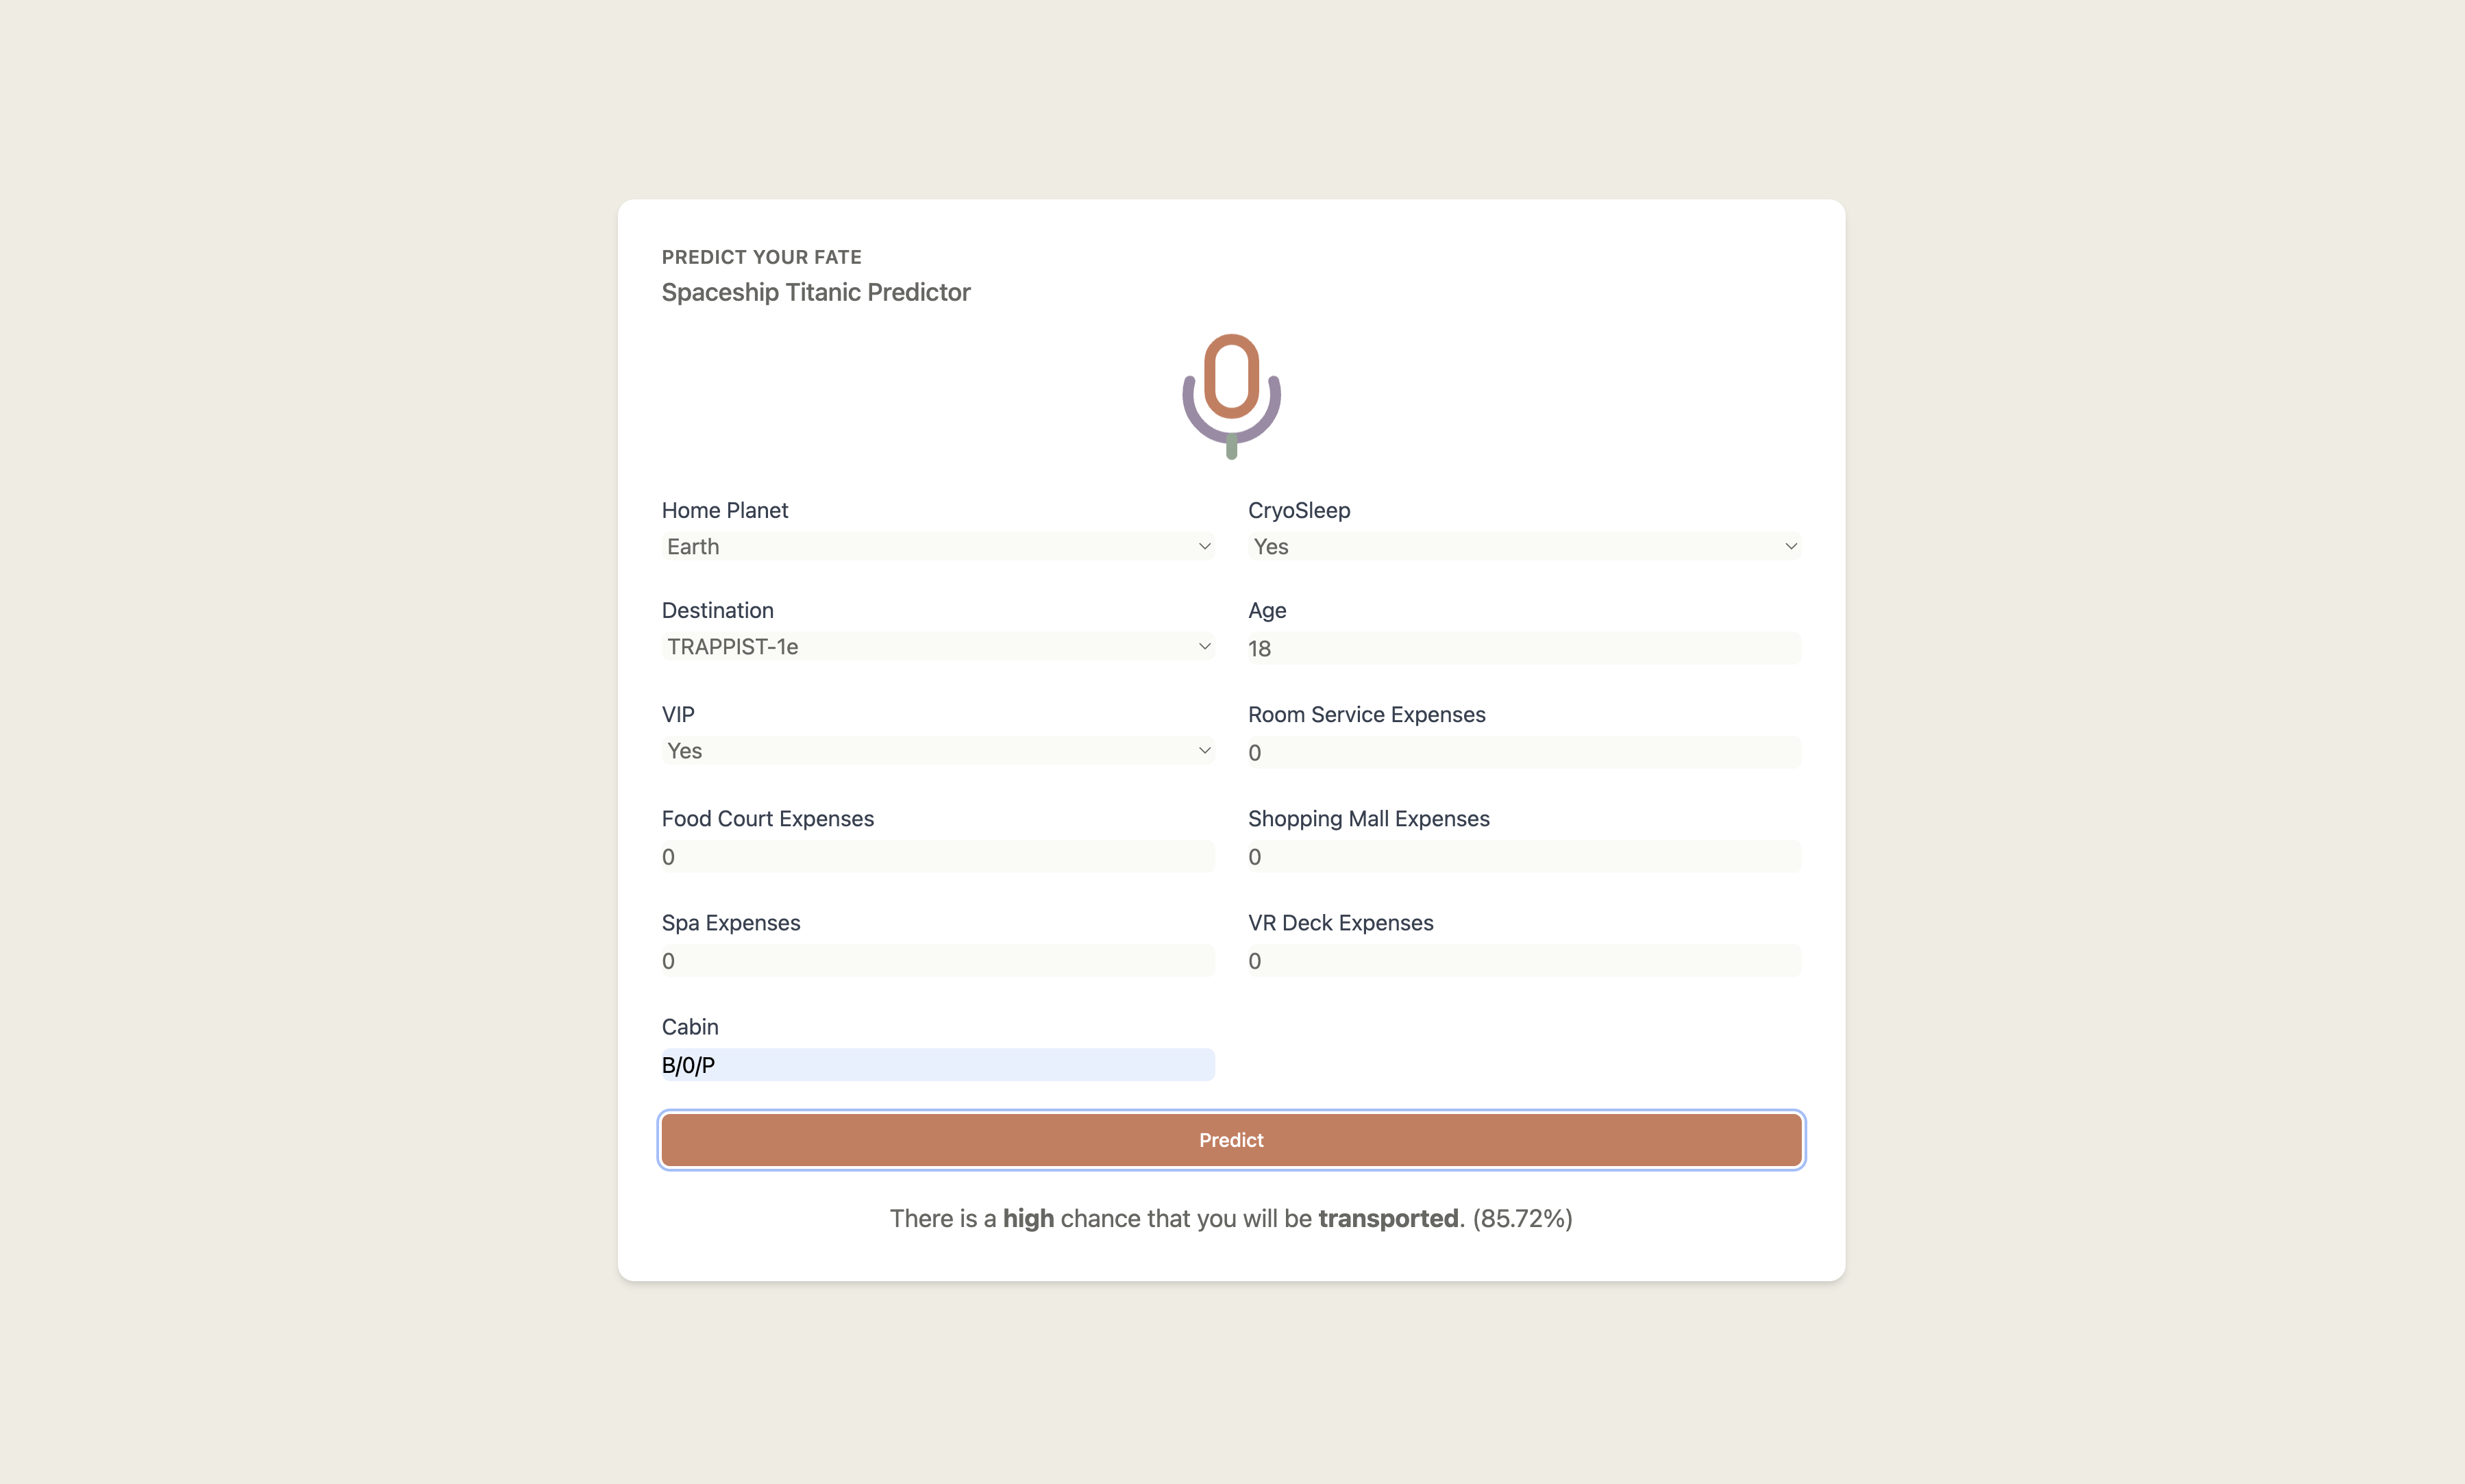 PREDICT YOUR FATE
Spaceship Titanic Predictor
Home Planet
CryoSleep
Earth
Yes
Destination
Age
TRAPPIST-1e
18
VIP
Room Service Expenses
Yes
0
Food Court Expenses
Shopping Mall Expenses
0
0
Spa Expenses
VR Deck Expenses
0
0
Cabin
B/0/P
Predict
There is a high chance that you will be transported. (85.72%)